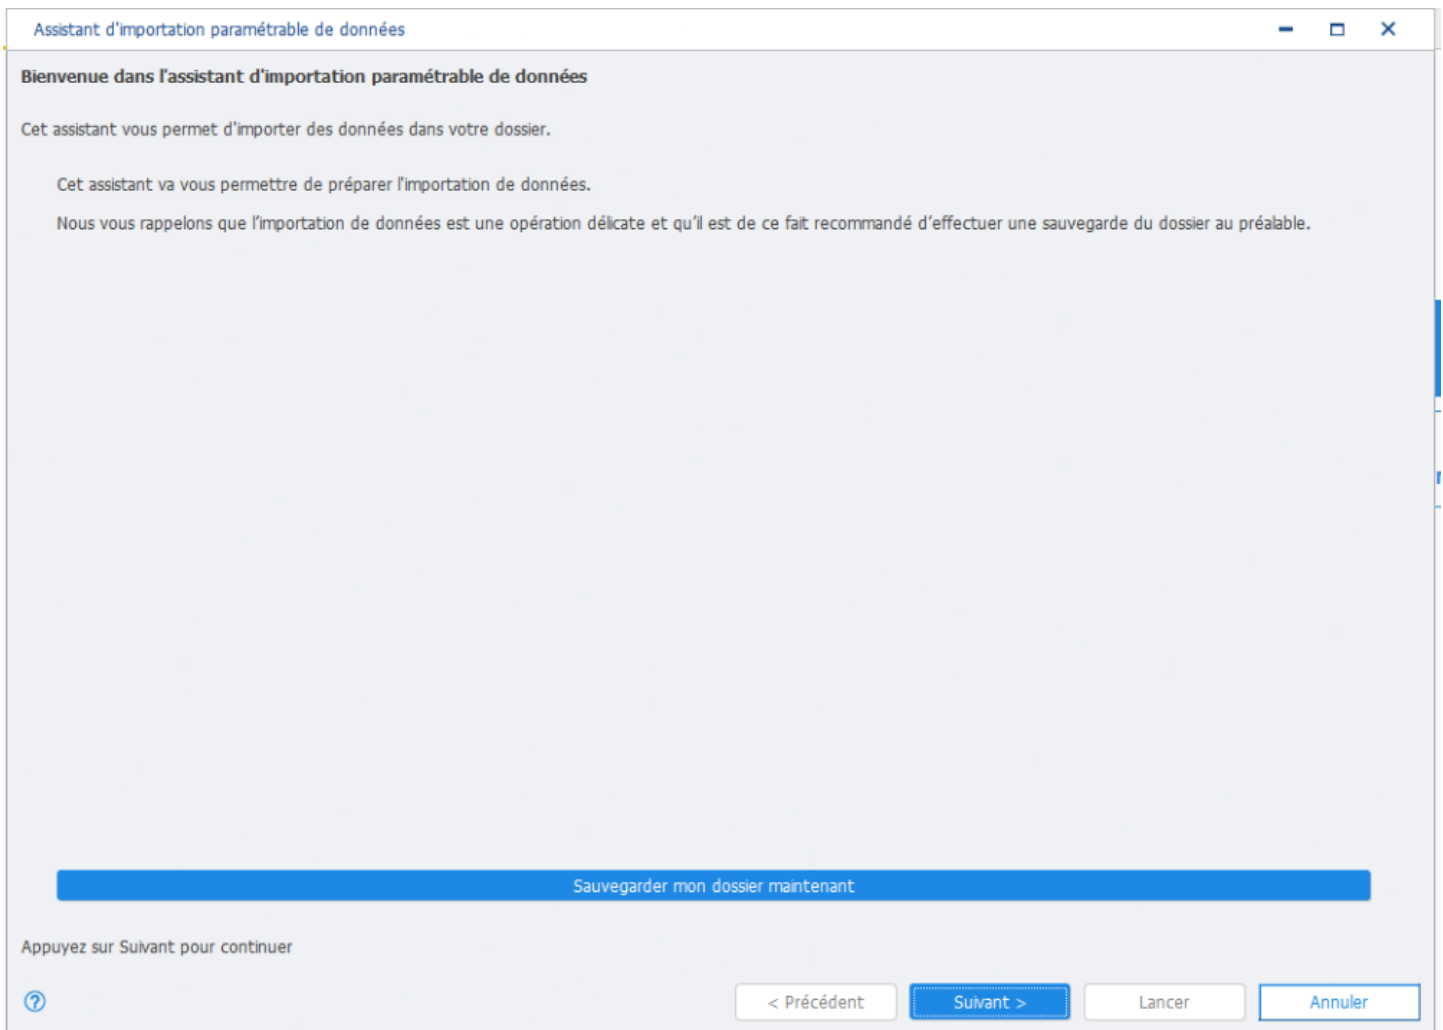 Assistant d'importation paramétrable de données
Bienvenue dans l'assistant d'importation paramétrable de données
Cet assistant vous permet d'importer des données dans votre dossier.
Cet assistant va vous permettre de préparer l'importation de données.
Nous vous rappelons que l'importation de données est une opération délicate et qu'il est de ce fait recommandé d'effectuer une sauvegarde du dossier au préalable.
Sauvegarder mon dossier maintenant
Appuyez sur Suivant pour continuer
< Précédent Suivant > Lancer Annuler